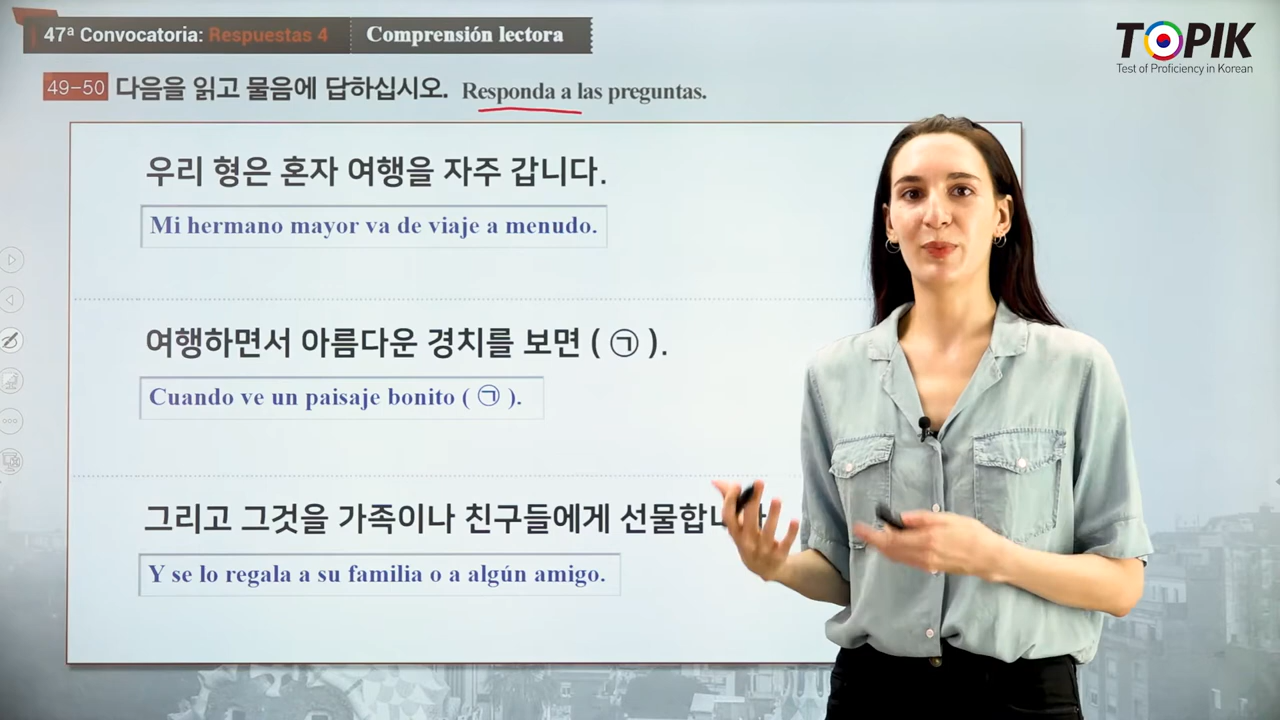 47ª Convocatoria: Respuestas 4 Comprensión lectora
TOPIK
Test of Proficiency in Korean
49-50 다음을 읽고 물음에 답하십시오. Responda a las preguntas.
우리 형은 혼자 여행을 자주 갑니다.
Mi hermano mayor va de viaje a menudo.
여행하면서 아름다운 경치를 보면 ( ㉠ ).
Cuando ve un paisaje bonito ( ㉠ ).
그리고 그것을 가족이나 친구들에게
Y se lo regala a su familia o a algún amigo.